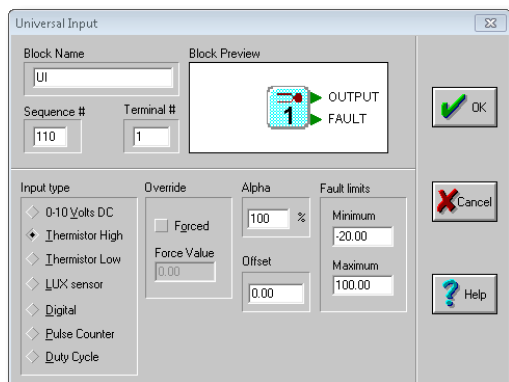 Universal Input
Block Name
UI
Sequence #
110
Terminal #
1
Block Preview
1
OUTPUT
FAULT
OK
Cancel
Help
Input type
0-10 Volts DC
Thermistor High
Thermistor Low
LUX sensor
Digital
Pulse Counter
Duty Cycle
Override
Forced
Force Value
0.00
Alpha
100 %
Offset
0.00
Fault limits
Minimum
-20.00
Maximum
100.00